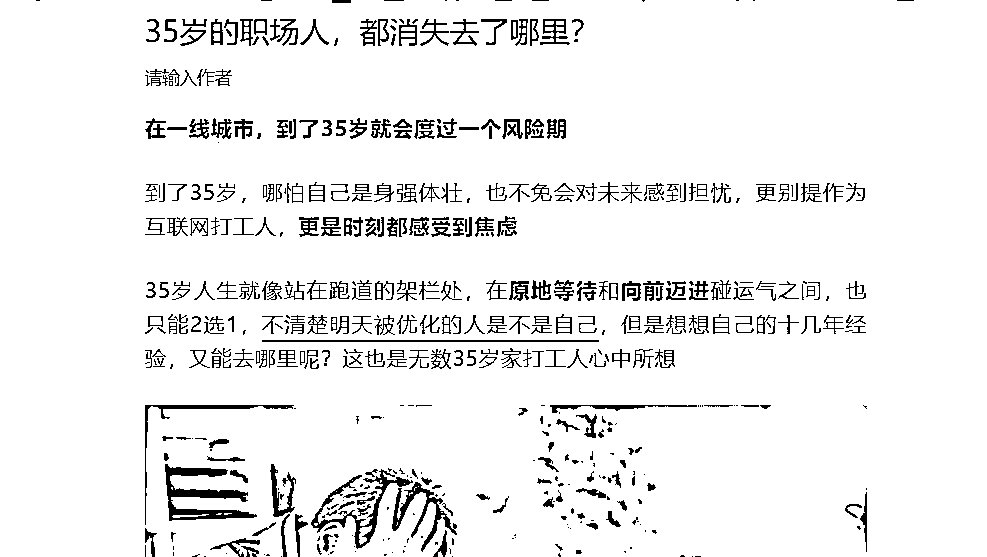 35岁的职场人，都消失去了哪里？
请输入作者
在一线城市，到了35岁就会度过一个风险期
到了35岁，哪怕自己是身强体壮，也不免会对未来感到担忧，更别提作为
互联网打工人，更是时刻都感受到焦虑
35岁人生就像站在跑道的架栏处，在原地等待和向前迈进碰运气之间，也
只能2选1，不清楚明天被优化的人是不是自己，但是想想自己的十几年经
验，又能去哪里呢？这也是无数35岁家打工人心中所想